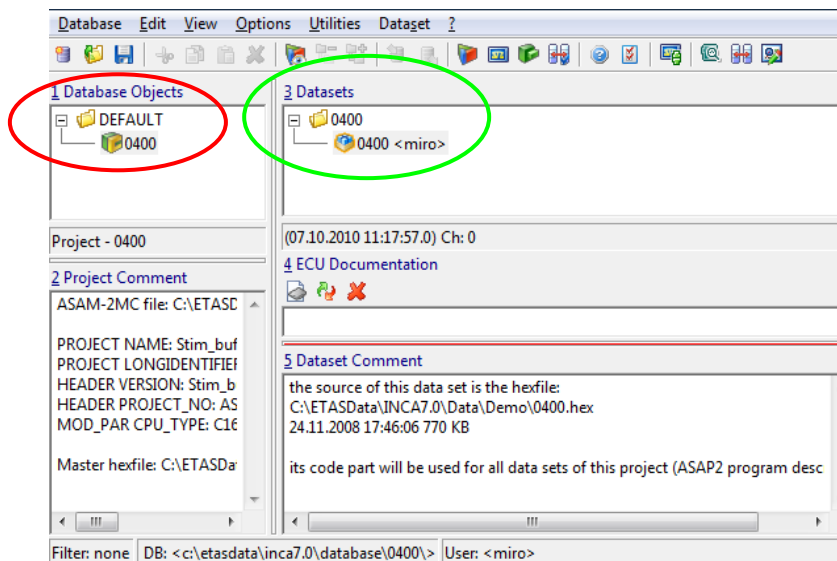 Database Edit View Options Utilities Dataset ?
1 Database Objects
DEFAULT
0400
Project - 0400
2 Project Comment
ASAM-2MC file: C:\ETASD
PROJECT NAME: Stim_buf
PROJECT LONGIDENTIFIEF
HEADER VERSION: Stim_b
HEADER PROJECT_NO: AS
MOD_PAR CPU_TYPE: C16
Master hexfile: C:\ETASDa
3 Datasets
0400
0400 <miro>
(07.10.2010 11:17:57.0) Ch: 0
4 ECU Documentation
5 Dataset Comment
the source of this data set is the hexfile:
C:\ETASData\INCA7.0\Data\Demo\0400.hex
24.11.2008 17:46:06 770 KB
its code part will be used for all data sets of this project (ASAP2 program desc
Filter: none DB: <c:\etasdata\inca7.0\database\0400\> User: <miro>